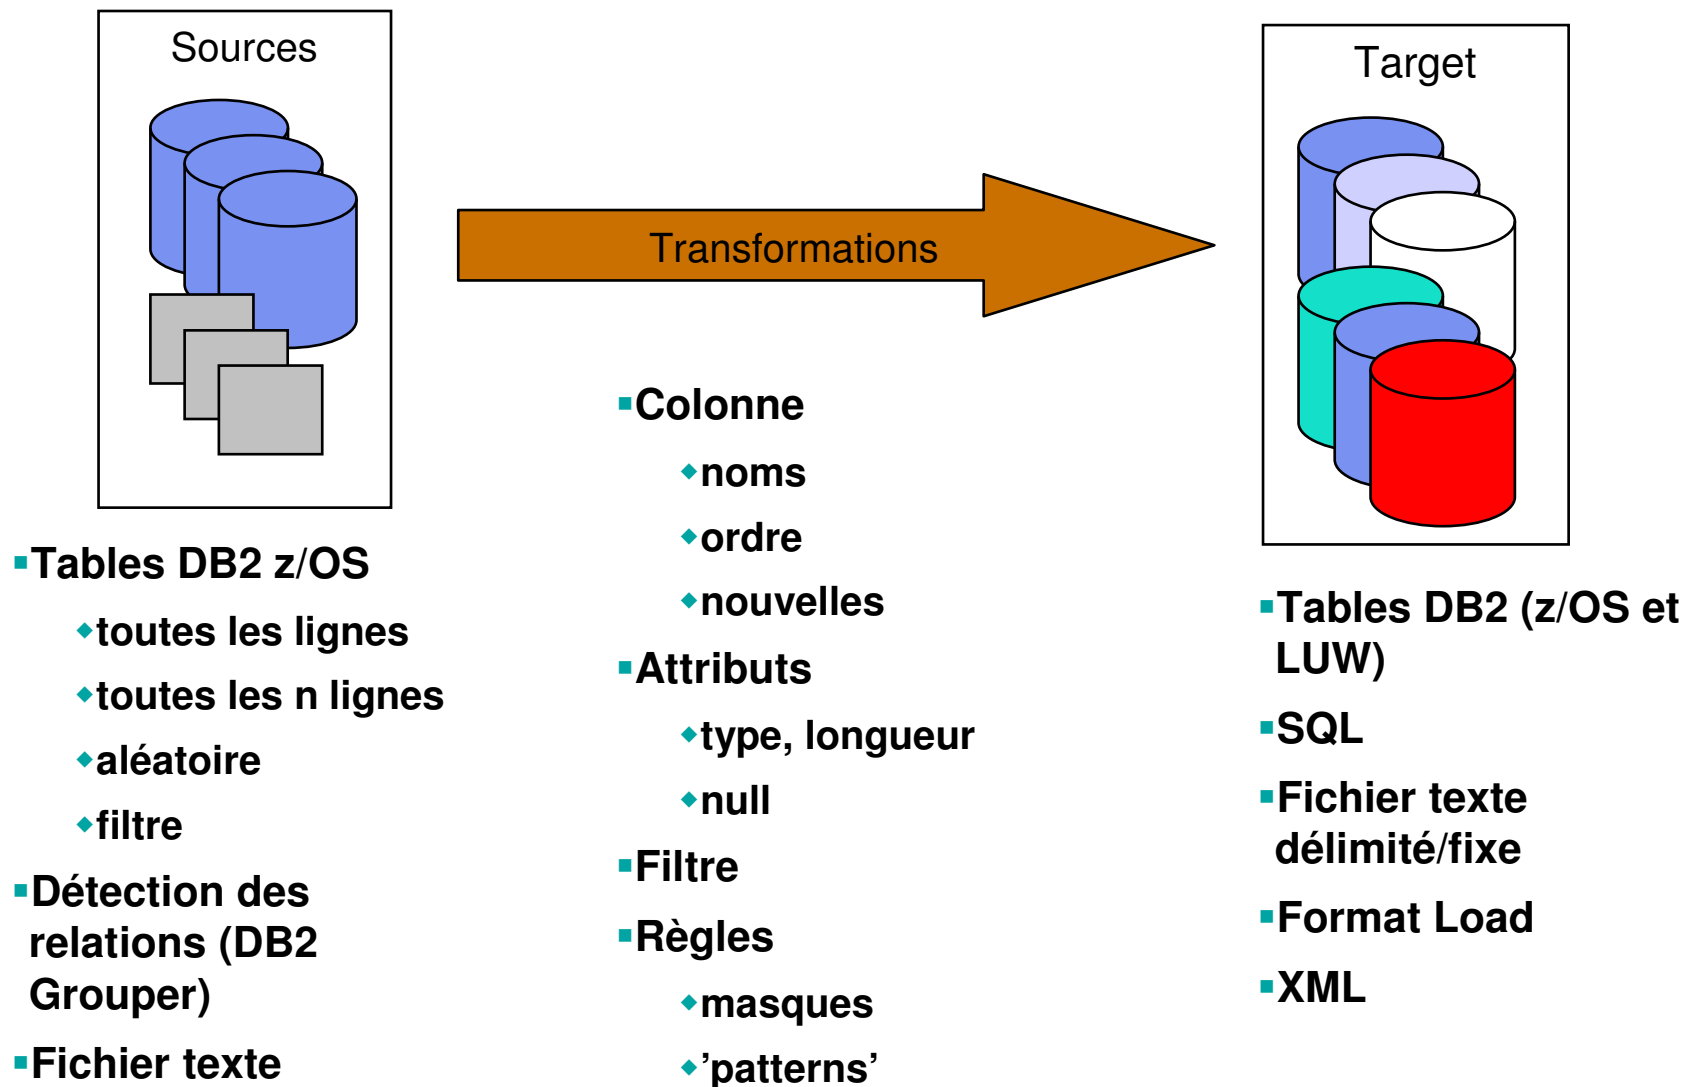 Sources
Target
Transformations
▪Tables DB2 z/OS
◆toutes les lignes
◆toutes les n lignes
◆aléatoire
◆filtre
▪Détection des
relations (DB2
Grouper)
▪Fichier texte
▪Colonne
◆noms
◆ordre
◆nouvelles
▪Attributs
◆type, longueur
◆null
▪Filtre
▪Règles
◆masques
◆’patterns’
▪Tables DB2 (z/OS et
LUW)
▪SQL
▪Fichier texte
délimité/fixe
▪Format Load
▪XML